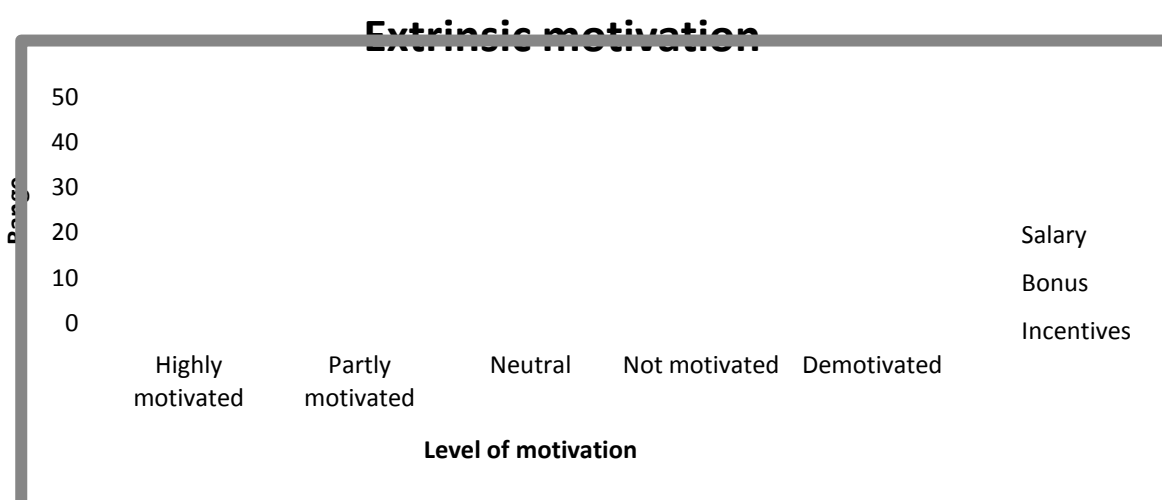 Extrinsic motivation
50
40
30
Range
20
10
0
Salary
Bonus
Incentives
Highly
motivated
Partly
motivated
Neutral
Not motivated
Demotivated
Level of motivation